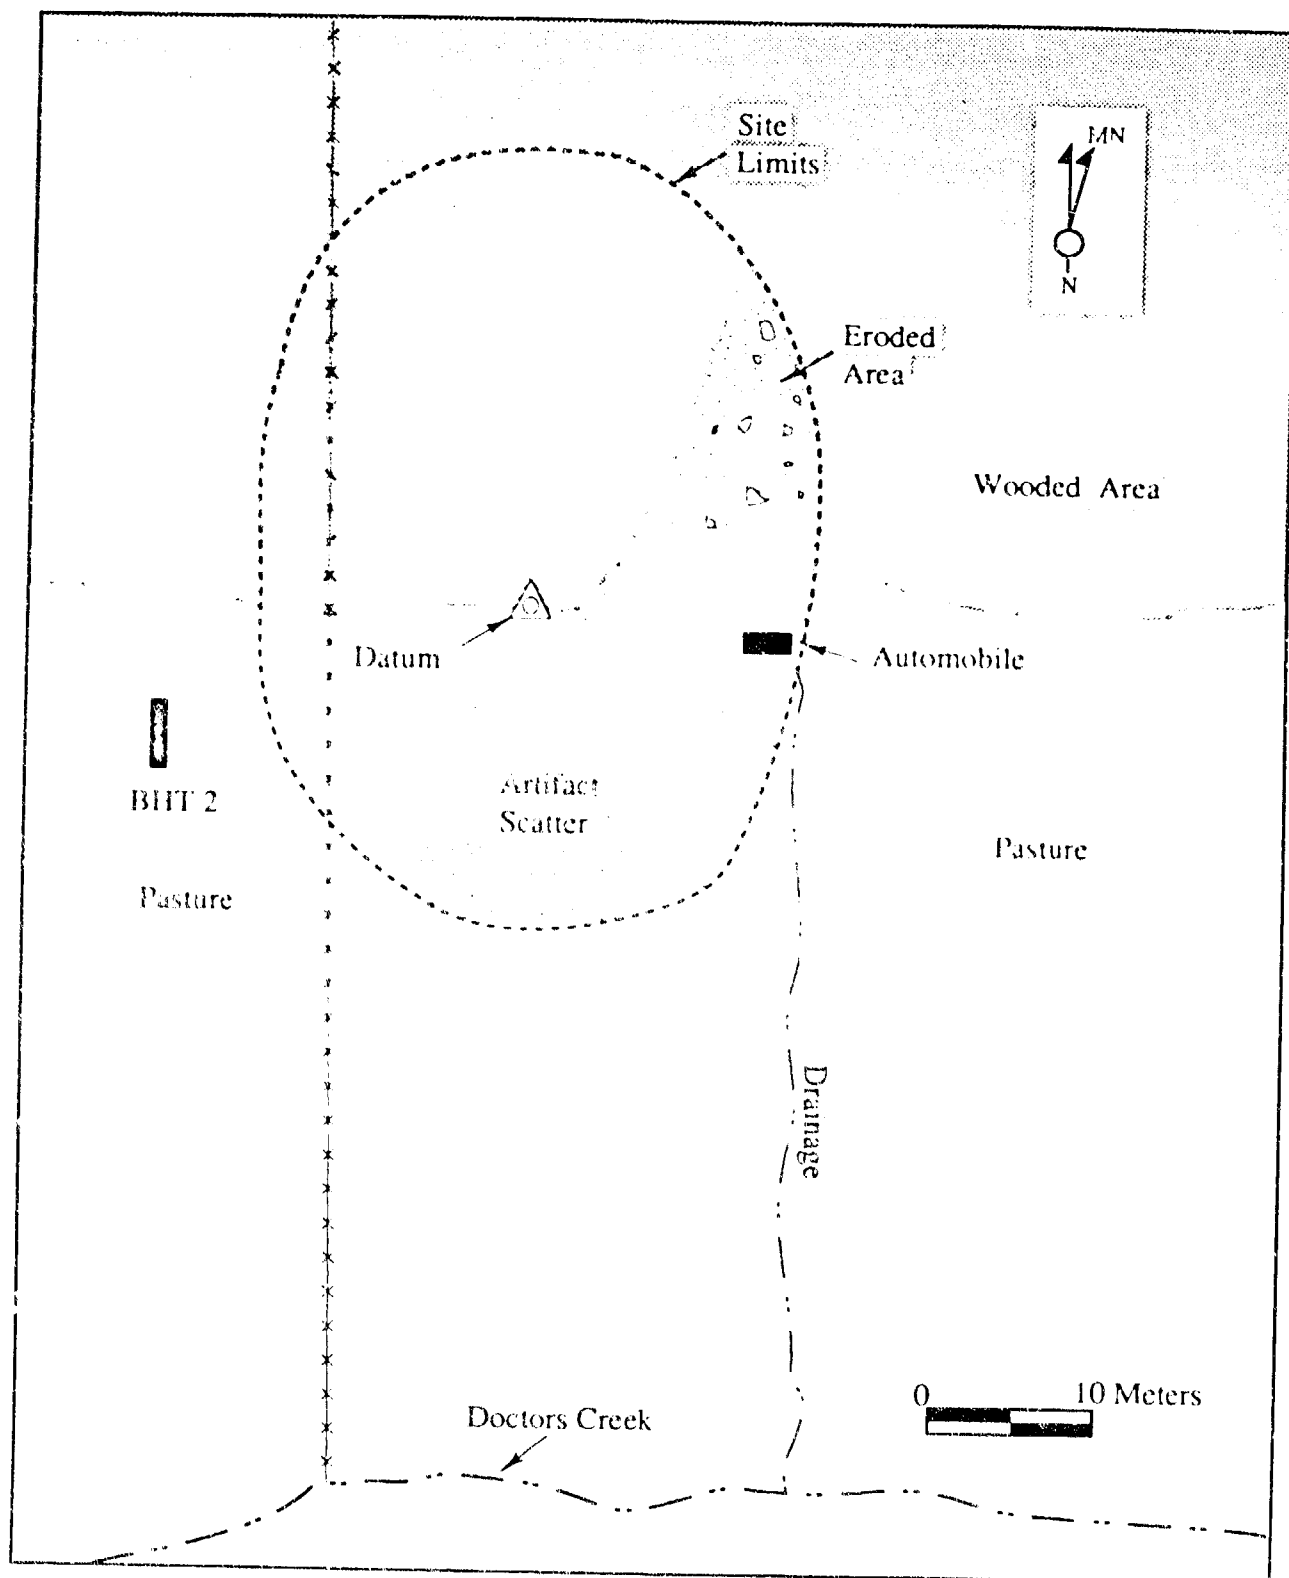 Site
Limits
MN
N
Eroded
Area
Wooded Area
Datum
Automobile
BHT 2
Artifact
Scatter
Pasture
Pasture
Drainage
0 10 Meters
Doctors Creek